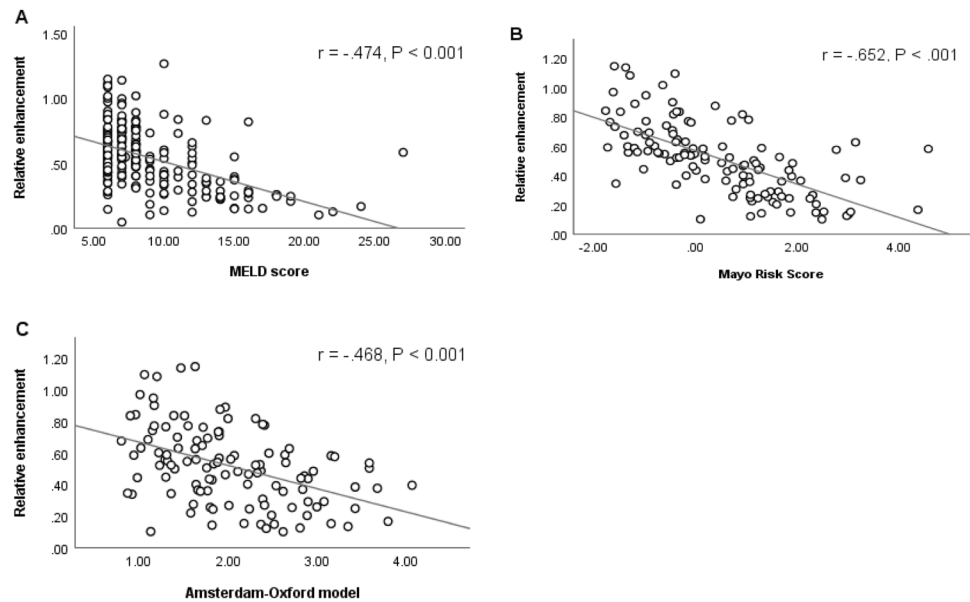 A
1.50
r = -.474, P < 0.001
1.00
.50
.00
Relative enhancement
5.00 10.00 15.00 20.00 25.00 30.00
MELD score
B
1.20
r = -.652, P < .001
1.00
.80
.60
.40
.20
.00
Relative enhancement
-2.00 .00 2.00 4.00
Mayo Risk Score
C
1.20
r = -.468, P < 0.001
1.00
.80
.60
.40
.20
.00
Relative enhancement
1.00 2.00 3.00 4.00
Amsterdam-Oxford model